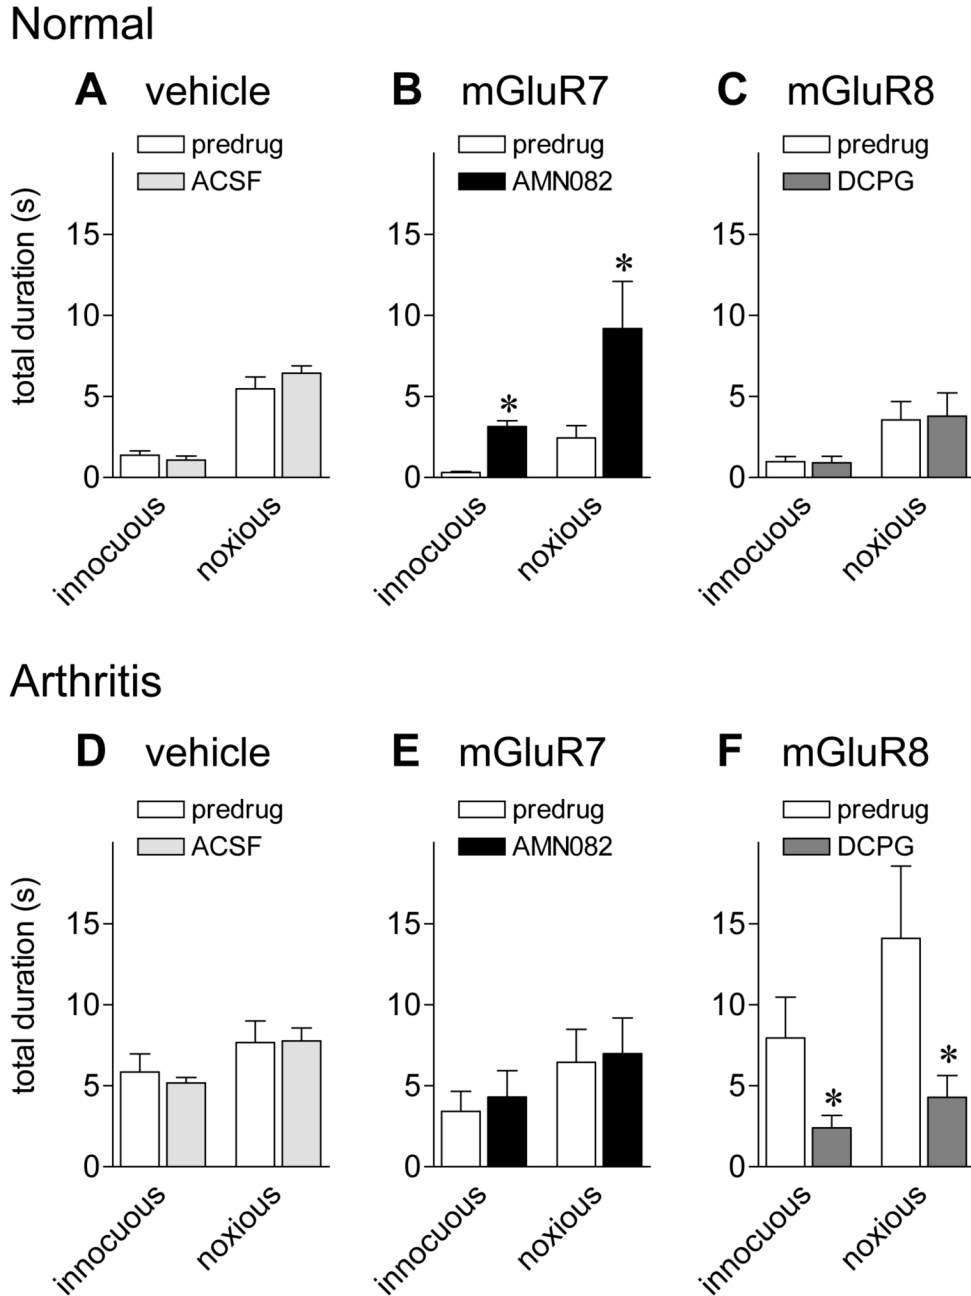 Normal
A vehicle
predrug
ACSF
total duration (s)
15
10
5
0
innocuous
noxious
B mGluR7
predrug
AMN082
15
10
5
0
*
*
innocuous
noxious
C mGluR8
predrug
DCPG
15
10
5
0
innocuous
noxious
Arthritis
D vehicle
predrug
ACSF
total duration (s)
15
10
5
0
innocuous
noxious
E mGluR7
predrug
AMN082
15
10
5
0
innocuous
noxious
F mGluR8
predrug
DCPG
15
10
5
0
*
*
innocuous
noxious